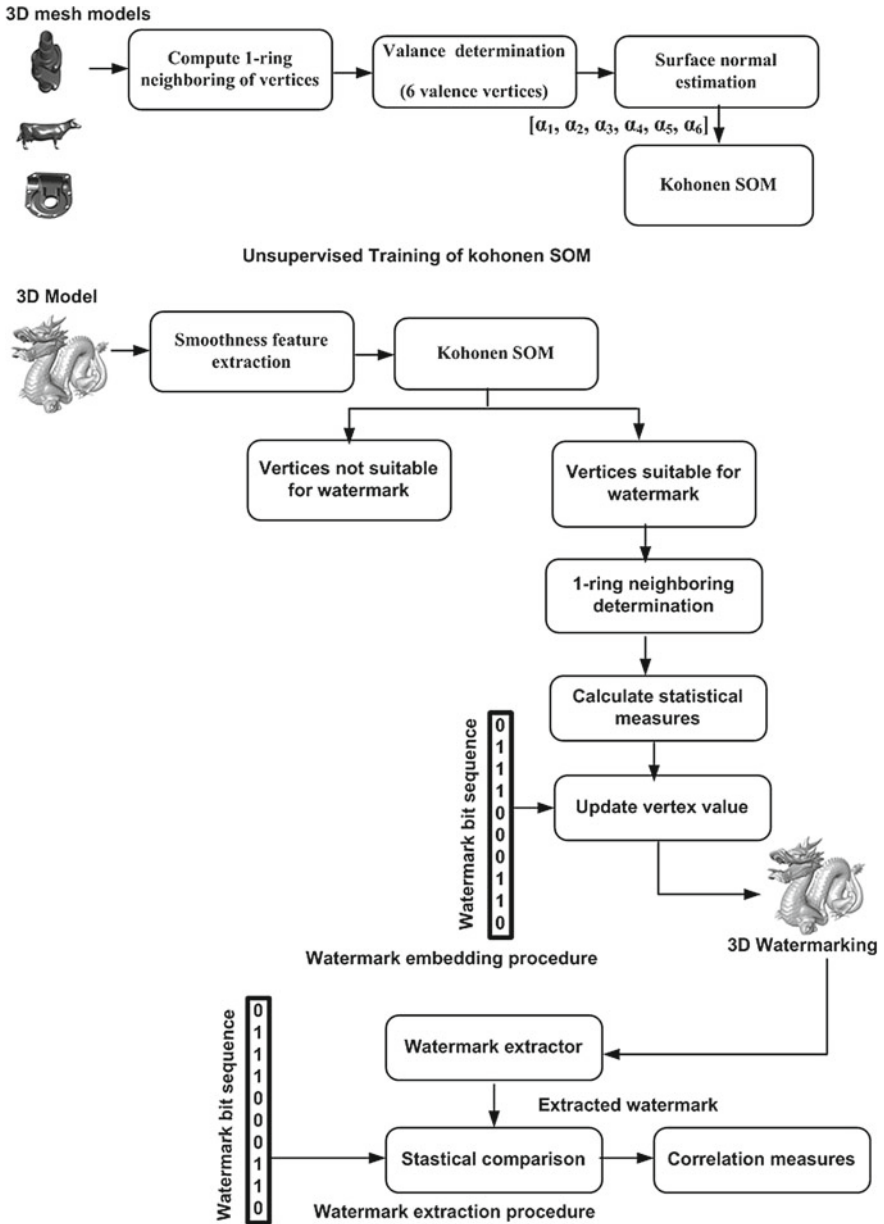 3D mesh models
Compute 1-ring
neighboring of vertices
Valance determination
(6 valence vertices)
Surface normal
estimation
[α1, α2, α3, α4, α5, α6]
Kohonen SOM
Unsupervised Training of kohonen SOM
3D Model
Smoothness feature
extraction
Kohonen SOM
Vertices not suitable
for watermark
Vertices suitable for
watermark
1-ring neighboring
determination
Calculate statistical
measures
Watermark bit sequence
0
1
1
1
0
0
0
1
1
0
Update vertex value
3D Watermarking
Watermark embedding procedure
Watermark bit sequence
0
1
1
1
0
0
0
1
1
0
Watermark extractor
Extracted watermark
Stastical comparison
Correlation measures
Watermark extraction procedure